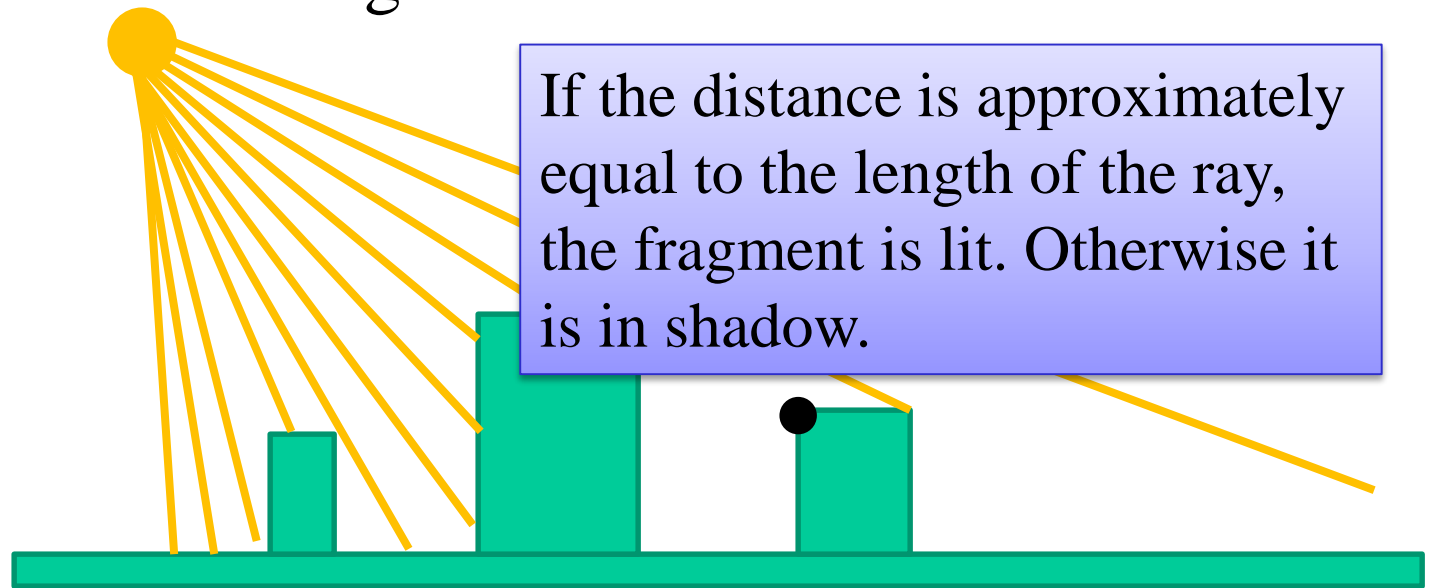 If the distance is approximately
equal to the length of the ray,
the fragment is lit. Otherwise it
is in shadow.